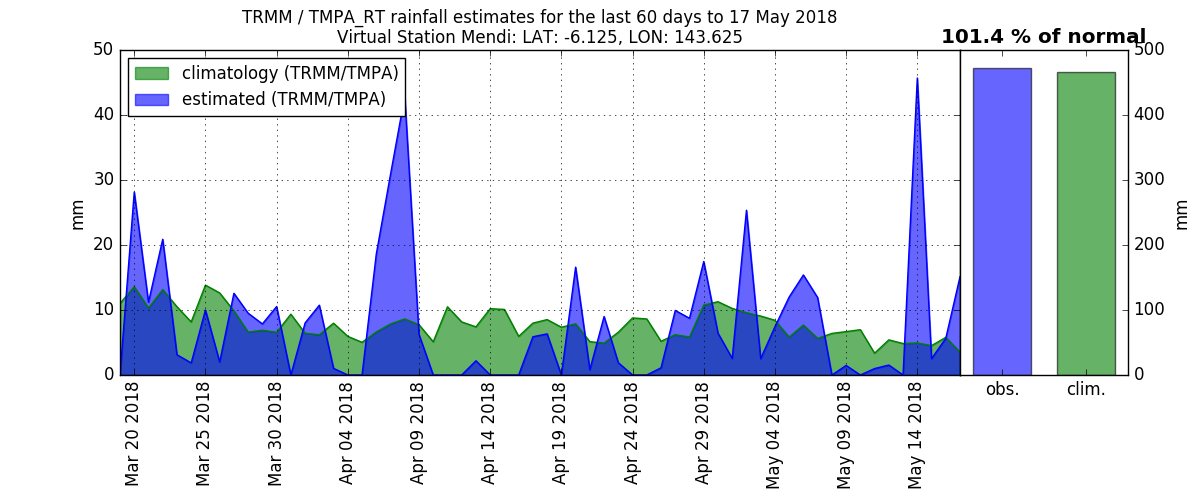 TRMM / TMPA_RT rainfall estimates for the last 60 days to 17 May 2018
Virtual Station Mendi: LAT: -6.125, LON: 143.625
101.4 % of normal
climatology (TRMM/TMPA)
estimated (TRMM/TMPA)
50
40
30
20
10
0
mm
Mar 20 2018
Mar 25 2018
Mar 30 2018
Apr 04 2018
Apr 09 2018
Apr 14 2018
Apr 19 2018
Apr 24 2018
Apr 29 2018
May 04 2018
May 09 2018
May 14 2018
500
400
300
200
100
0
mm
obs.
clim.